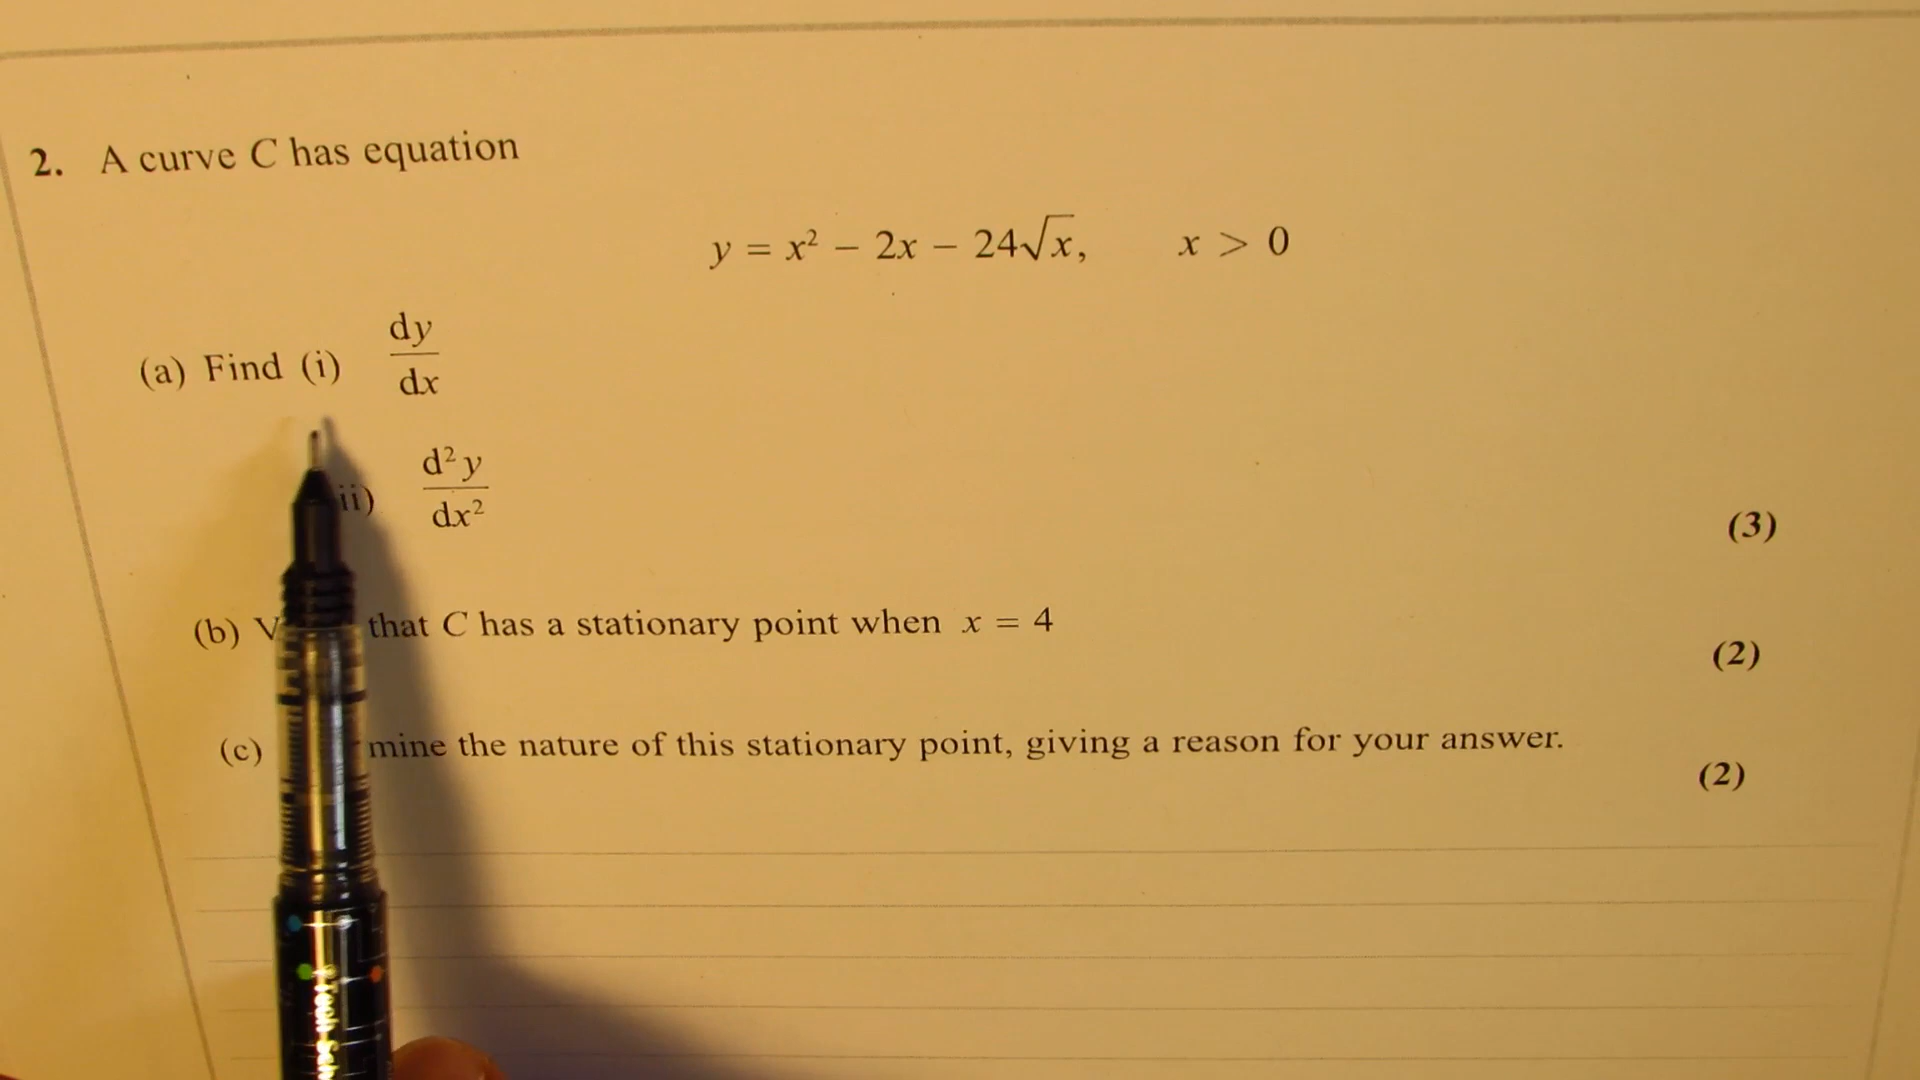 2. A curve C has equation
y = x² − 2x − 24√x, x > 0
(a) Find (i) dy/dx
ii) d²y/dx²
(3)
(b) that C has a stationary point when x = 4
(2)
(c) mine the nature of this stationary point, giving a reason for your answer.
(2)